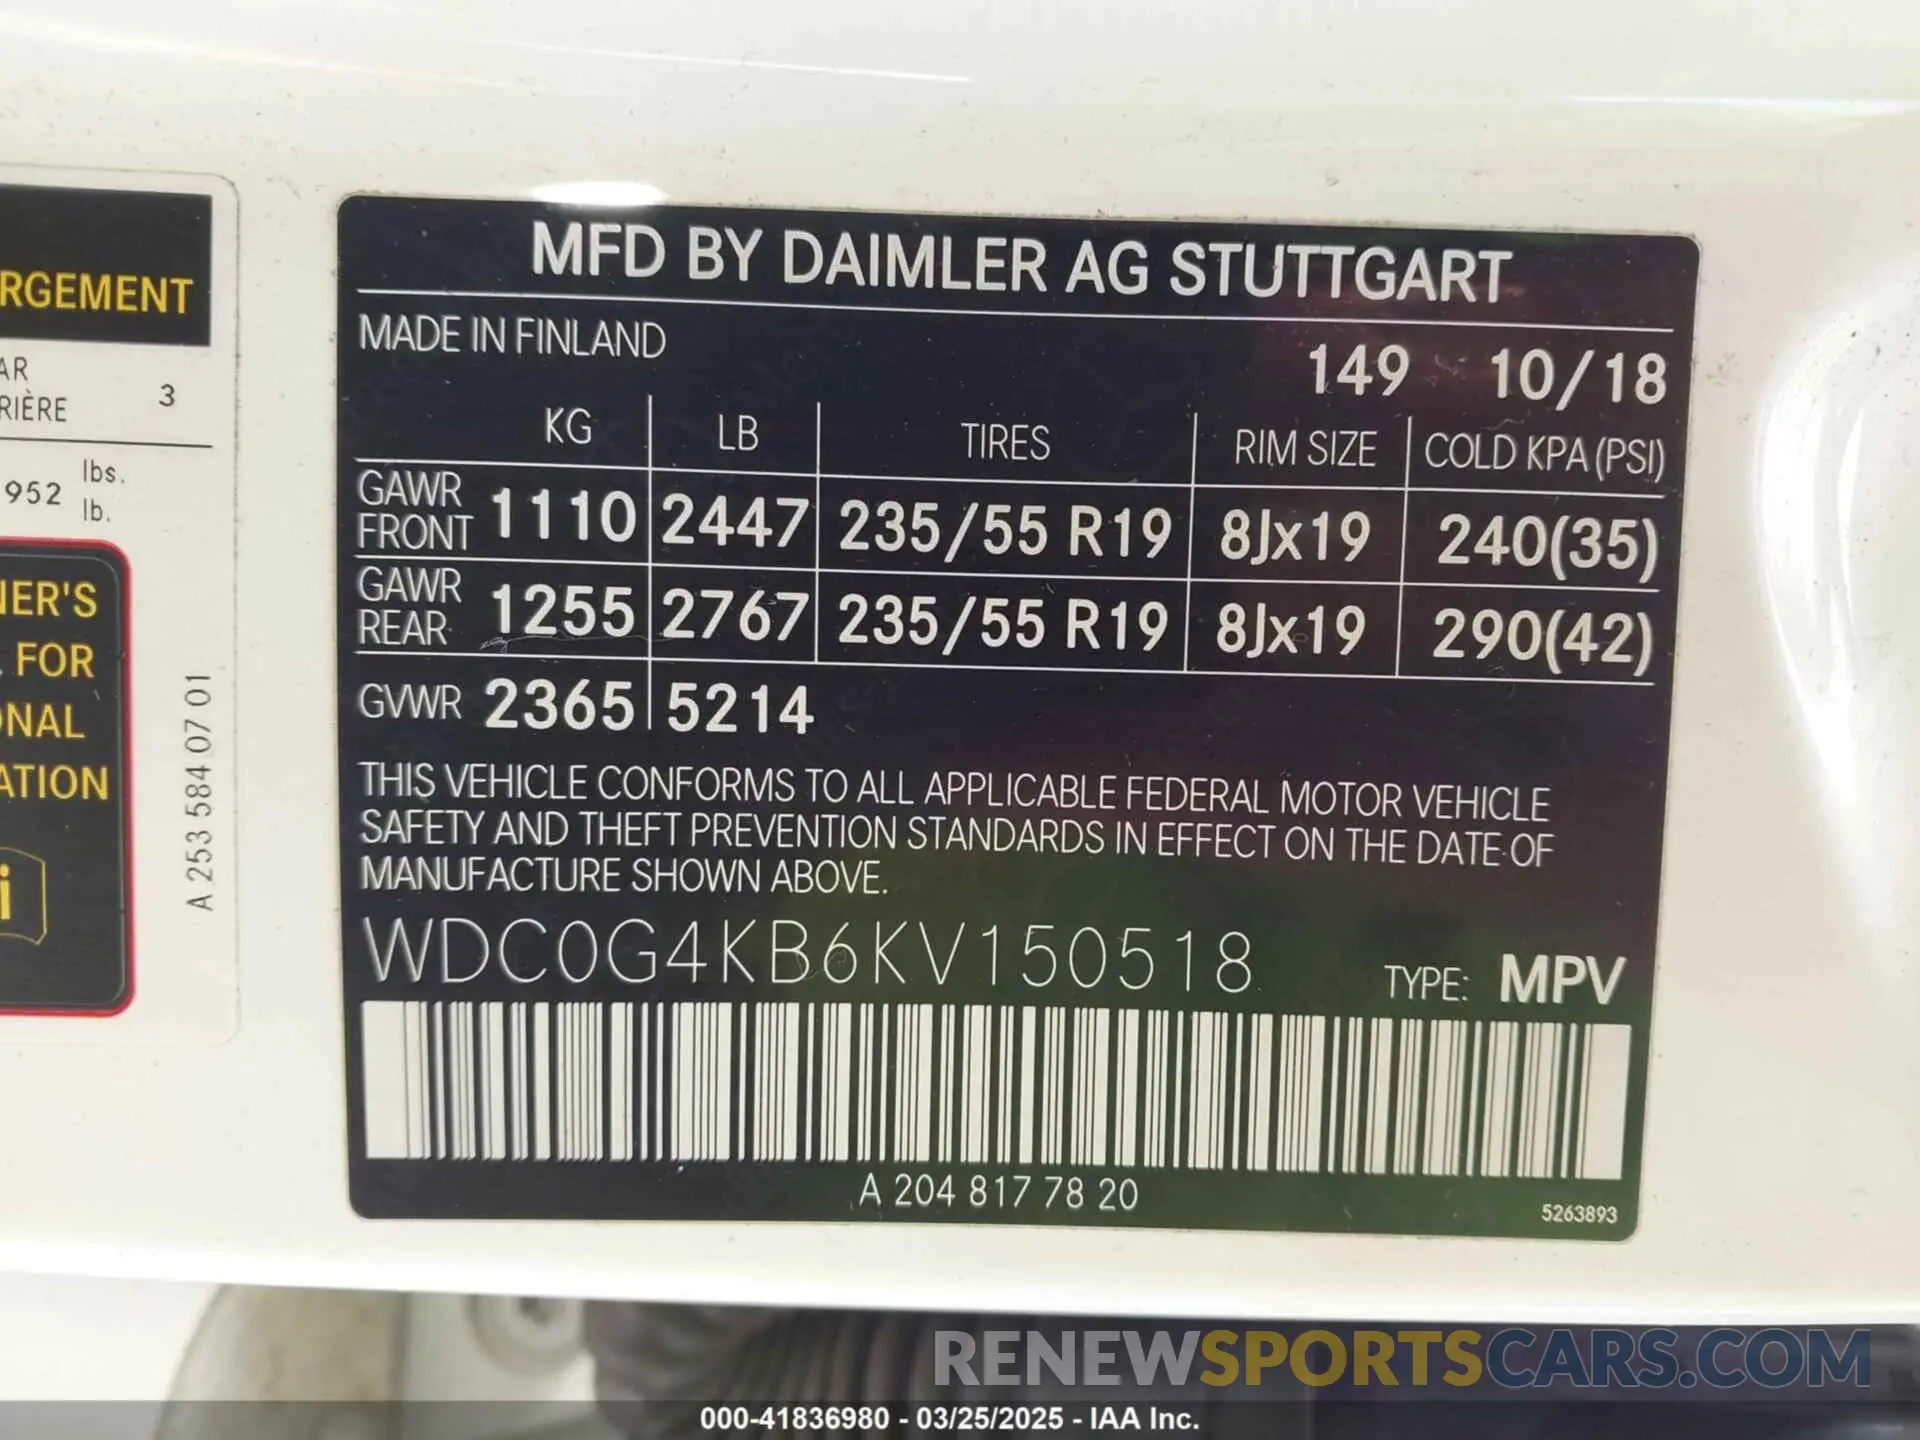 RGEMENT
AR
RIÈRE 3
952 lbs.
lb.
NER'S
FOR
ONAL
ATION
i
A 253 584 07 01
MFD BY DAIMLER AG STUTTGART
MADE IN FINLAND
149 10/18
KG LB TIRES RIM SIZE COLD KPA (PSI)
GAWR FRONT 1110 2447 235/55 R19 8Jx19 240(35)
GAWR REAR 1255 2767 235/55 R19 8Jx19 290(42)
GVWR 2365 5214
THIS VEHICLE CONFORMS TO ALL APPLICABLE FEDERAL MOTOR VEHICLE
SAFETY AND THEFT PREVENTION STANDARDS IN EFFECT ON THE DATE OF
MANUFACTURE SHOWN ABOVE.
WDC0G4KB6KV150518 TYPE: MPV
A 204 817 78 20
5263893
RENEWSPORTSCARS.COM
000-41836980 - 03/25/2025 - IAA Inc.